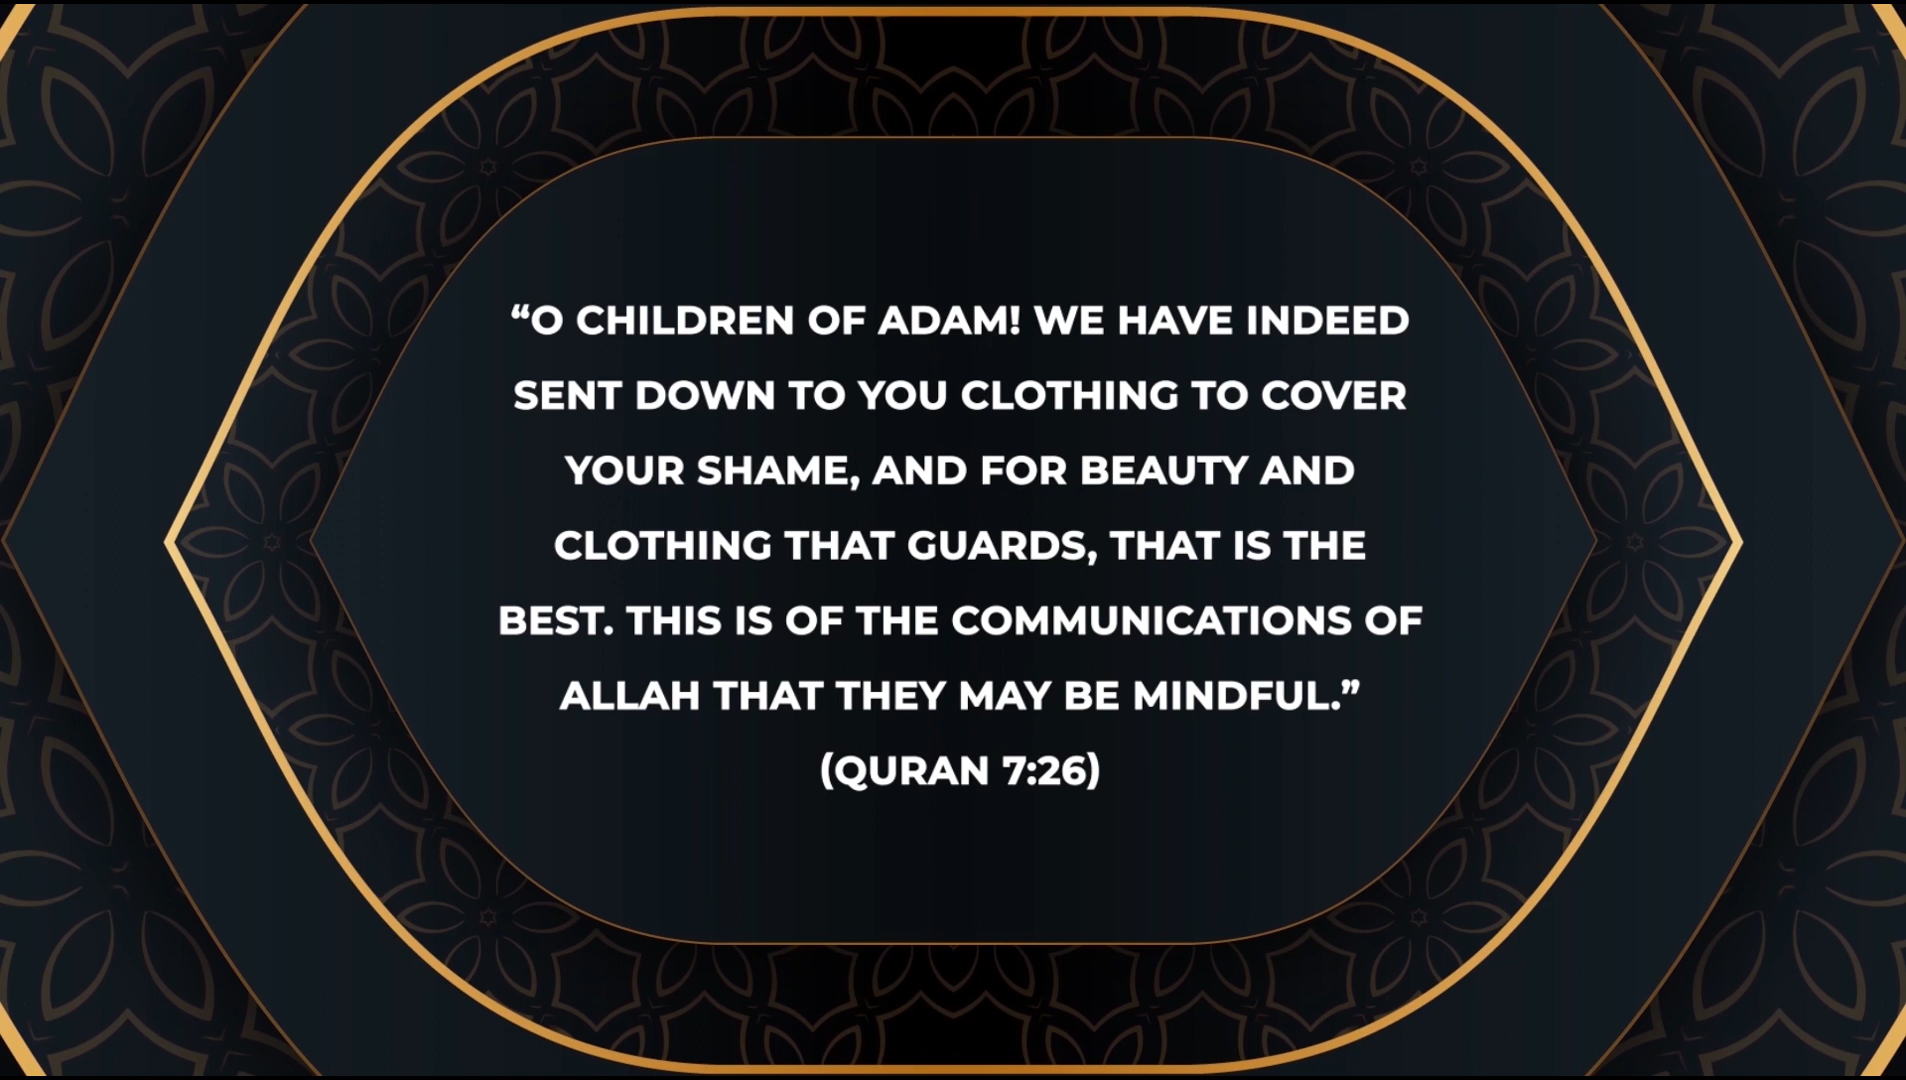 “O CHILDREN OF ADAM! WE HAVE INDEED
SENT DOWN TO YOU CLOTHING TO COVER
YOUR SHAME, AND FOR BEAUTY AND
CLOTHING THAT GUARDS, THAT IS THE
BEST. THIS IS OF THE COMMUNICATIONS OF
ALLAH THAT THEY MAY BE MINDFUL.”
(QURAN 7:26)